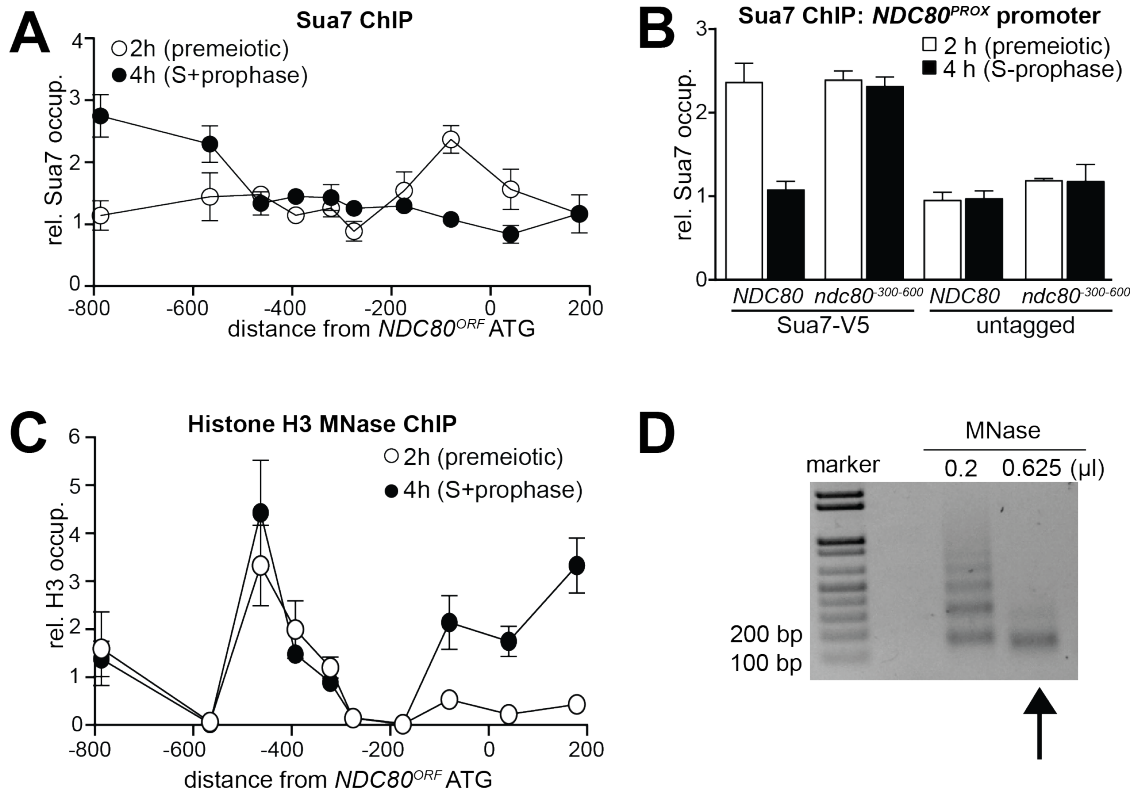 A
Sua7 ChIP
2h (premeiotic)
4h (S+prophase)
rel. Sua7 occup.
4
3
2
1
0
-800 -600 -400 -200 0 200
distance from NDC80ORF ATG
B
Sua7 ChIP: NDC80PROX promoter
2 h (premeiotic)
4 h (S-prophase)
rel. Sua7 occup.
3
2
1
0
NDC80 ndc80-300-600 NDC80 ndc80-300-600
Sua7-V5 untagged
C
Histone H3 MNase ChIP
2h (premeiotic)
4h (S+prophase)
rel. H3 occup.
6
5
4
3
2
1
0
-800 -600 -400 -200 0 200
distance from NDC80ORF ATG
D
MNase
marker 0.2 0.625 (µl)
200 bp
100 bp